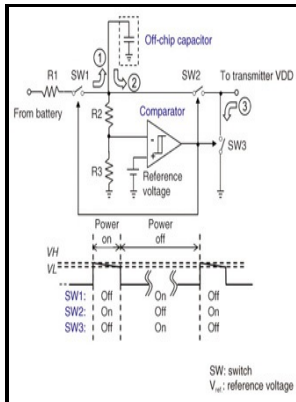 Off-chip capacitor
① ②
R1 SW1 SW2 To transmitter VDD
From battery
R2 Comparator ③
SW3
R3 Reference voltage
Power on Power off
VH
VL
SW1: Off On Off
SW2: On Off On
SW3: Off On Off
SW: switch
Vref: reference voltage